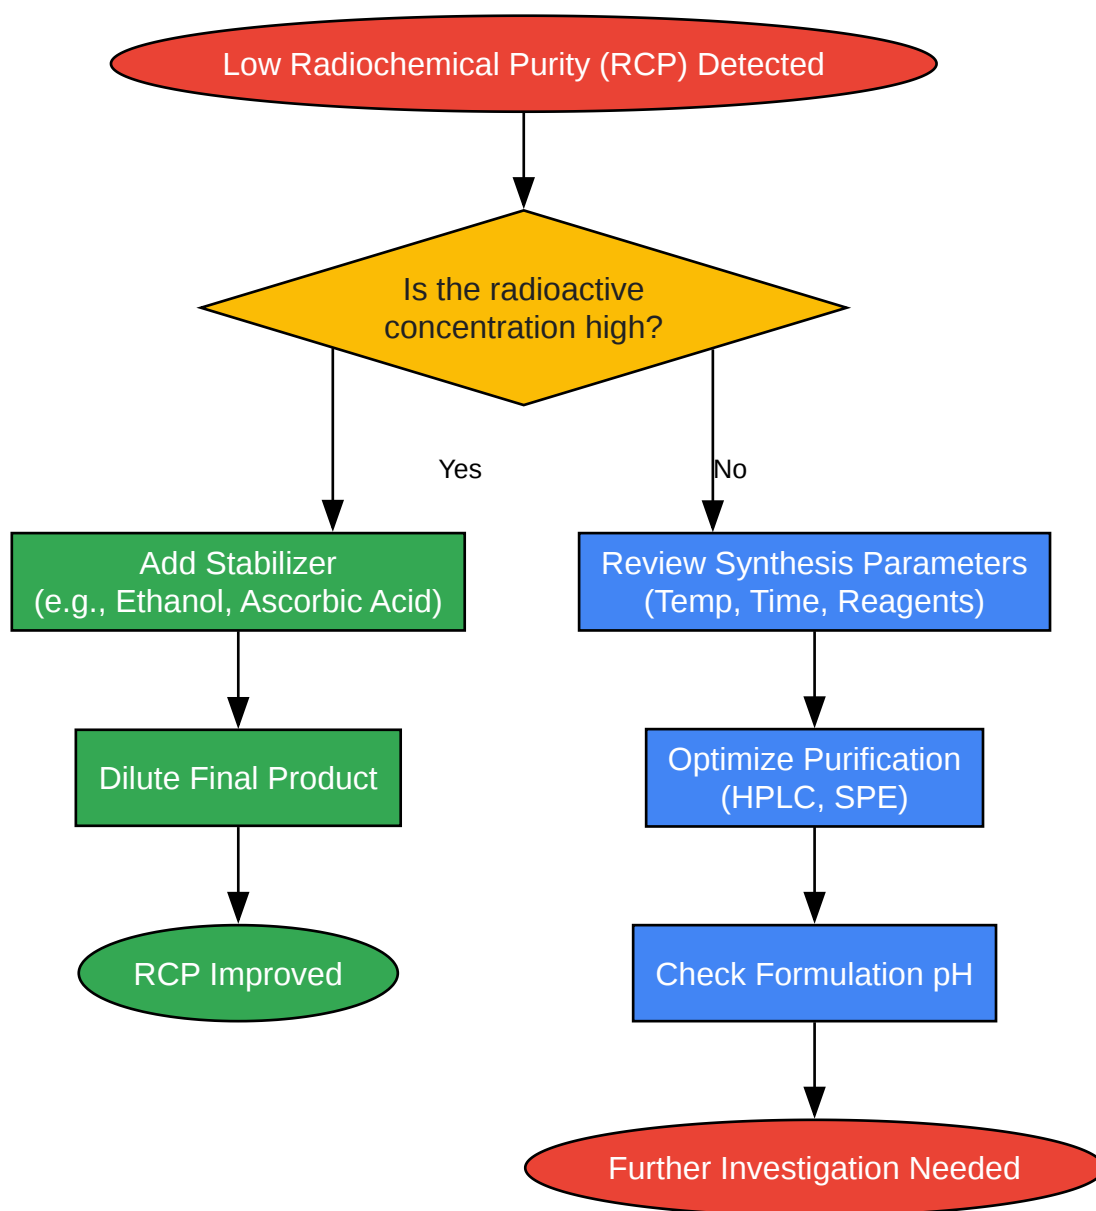 Low Radiochemical Purity (RCP) Detected
Is the radioactive
concentration high?
Yes
No
Add Stabilizer
(e.g., Ethanol, Ascorbic Acid)
Review Synthesis Parameters
(Temp, Time, Reagents)
Dilute Final Product
Optimize Purification
(HPLC, SPE)
RCP Improved
Check Formulation pH
Further Investigation Needed